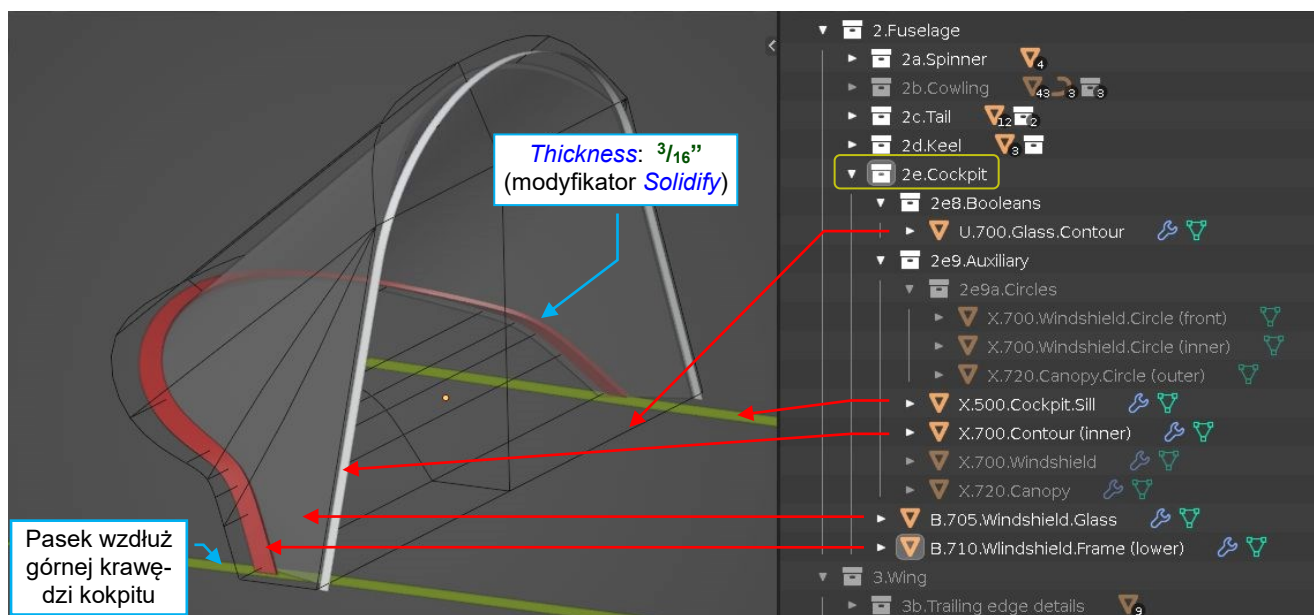 2.Fuselage
2a.Spinner 4
2b.Cowling 43 3 3
2c.Tail 12 2
2d.Keel 3
2e.Cockpit
2e8.Booleans
U.700.Glass.Contour
2e9.Auxiliary
2e9a.Circles
X.700.Windshield.Circle (front)
X.700.Windshield.Circle (inner)
X.720.Canopy.Circle (outer)
X.500.Cockpit.Sill
X.700.Contour (inner)
X.700.Windshield
X.720.Canopy
B.705.Windshield.Glass
B.710.Wlindshield.Frame (lower)
3.Wing
3b.Trailing edge details 9
Thickness: 3/16”
(modyfikator Solidify)
Pasek wzdłuż
górnej krawę-
dzi kokpitu